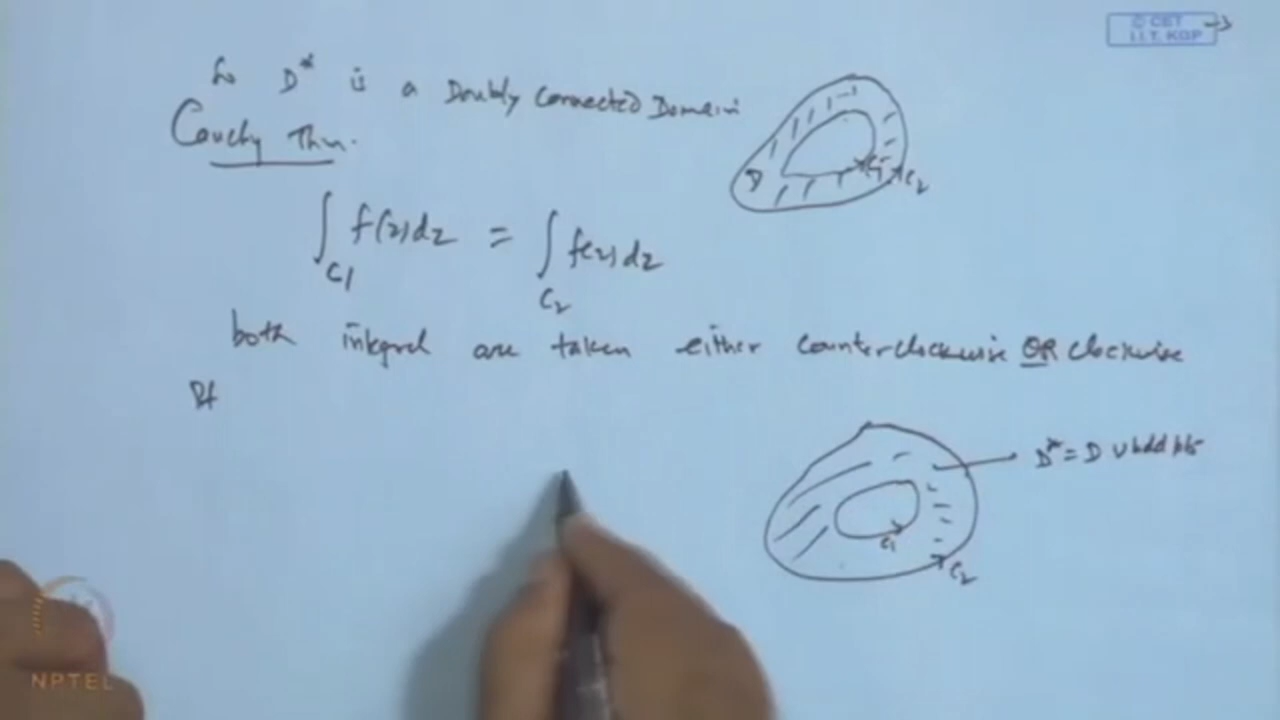 © CET
I.I.T. KGP
D* is a Doubly Connected Domain
Cauchy Thm.
D C1 C2
∫ f(z)dz = ∫ f(z)dz
C1 C2
both integral are taken either counterclockwise OR clockwise
Pf
D* = D ∪ bdd pts
C1
C2
NPTEL